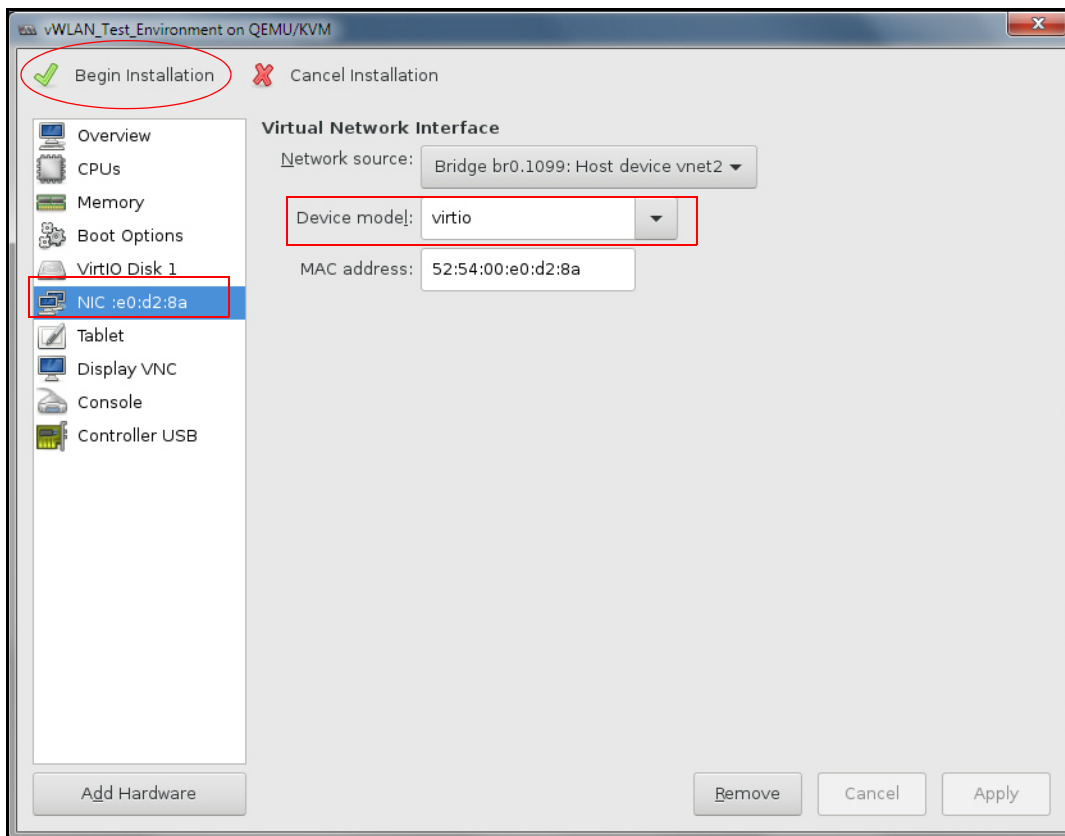 vWLAN_Test_Environment on QEMU/KVM
Begin Installation
Cancel Installation
Overview
CPUs
Memory
Boot Options
VirtIO Disk 1
NIC :e0:d2:8a
Tablet
Display VNC
Console
Controller USB
Virtual Network Interface
Network source: Bridge br0.1099: Host device vnet2
Device model: virtio
MAC address: 52:54:00:e0:d2:8a
Add Hardware
Remove
Cancel
Apply